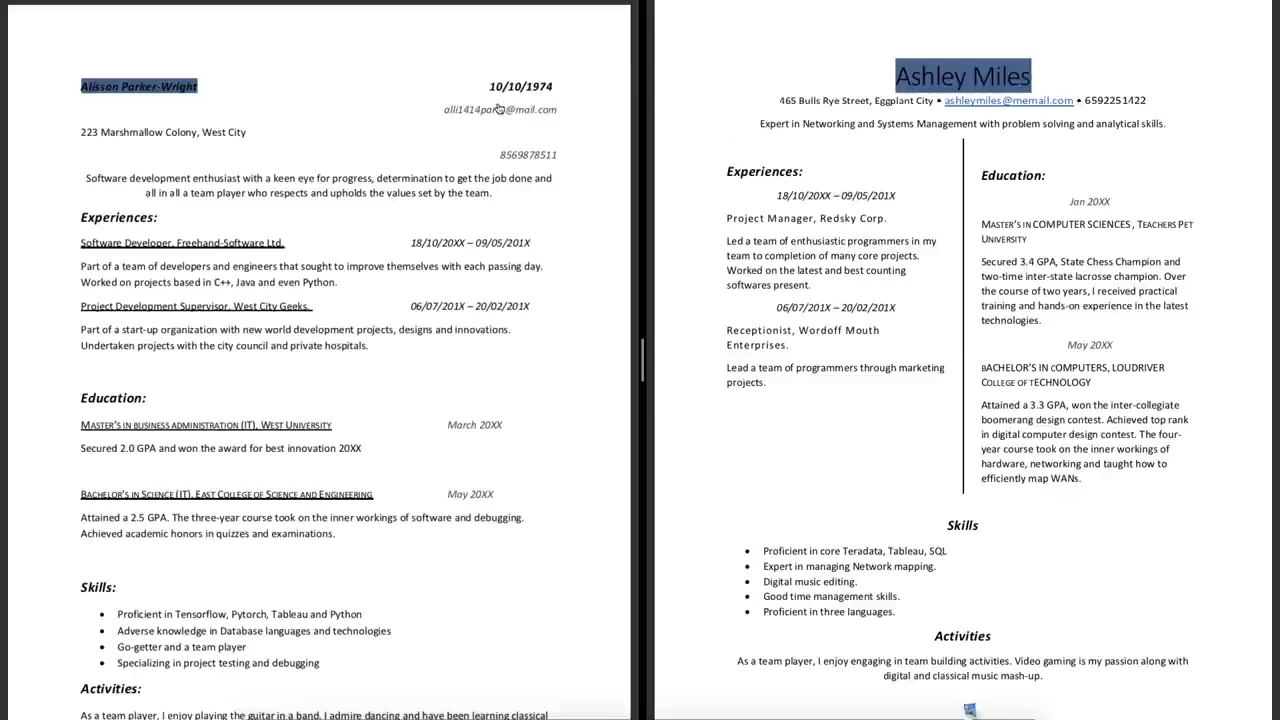 Alisson Parker-Wright
10/10/1974
223 Marshmallow Colony, West City
8569878511
Software development enthusiast with a keen eye for progress, determination to get the job done and
all in all a team player who respects and upholds the values set by the team.
Experiences:
Software Developer, Freehand-Software Ltd. 18/10/20XX – 09/05/201X
Part of a team of developers and engineers that sought to improve themselves with each passing day.
Worked on projects based in C++, Java and even Python.
Project Development Supervisor, West City Geeks. 06/07/201X – 20/02/201X
Part of a start-up organization with new world development projects, designs and innovations.
Undertaken projects with the city council and private hospitals.
Education:
Master's in business administration (IT), West University March 20XX
Secured 2.0 GPA and won the award for best innovation 20XX
Bachelor's in Science (IT), East College of Science and Engineering May 20XX
Attained a 2.5 GPA. The three-year course took on the inner workings of software and debugging.
Achieved academic honors in quizzes and examinations.
Skills:
• Proficient in Tensorflow, Pytorch, Tableau and Python
• Adverse knowledge in Database languages and technologies
• Go-getter and a team player
• Specializing in project testing and debugging
Activities:
As a team player, I enjoy playing the guitar in a band. I admire dancing and have been learning classical
Ashley Miles
465 Bulls Rye Street, Eggplant City • ashleymiles@memail.com • 6592251422
Expert in Networking and Systems Management with problem solving and analytical skills.
Experiences:
18/10/20XX – 09/05/201X
Project Manager, Redsky Corp.
Led a team of enthusiastic programmers in my
team to completion of many core projects.
Worked on the latest and best counting
softwares present.
06/07/201X – 20/02/201X
Receptionist, Wordoff Mouth
Enterprises.
Lead a team of programmers through marketing
projects.
Education:
Jan 20XX
Master's in COMPUTER SCIENCES , Teachers Pet
University
Secured 3.4 GPA, State Chess Champion and
two-time inter-state lacrosse champion. Over
the course of two years, I received practical
training and hands-on experience in the latest
technologies.
May 20XX
BACHELOR'S IN COMPUTERS, LOUDRIVER
College of TECHNOLOGY
Attained a 3.3 GPA, won the inter-collegiate
boomerang design contest. Achieved top rank
in digital computer design contest. The four-
year course took on the inner workings of
hardware, networking and taught how to
efficiently map WANs.
Skills
• Proficient in core Teradata, Tableau, SQL
• Expert in managing Network mapping.
• Digital music editing.
• Good time management skills.
• Proficient in three languages.
Activities
As a team player, I enjoy engaging in team building activities. Video gaming is my passion along with
digital and classical music mash-up.